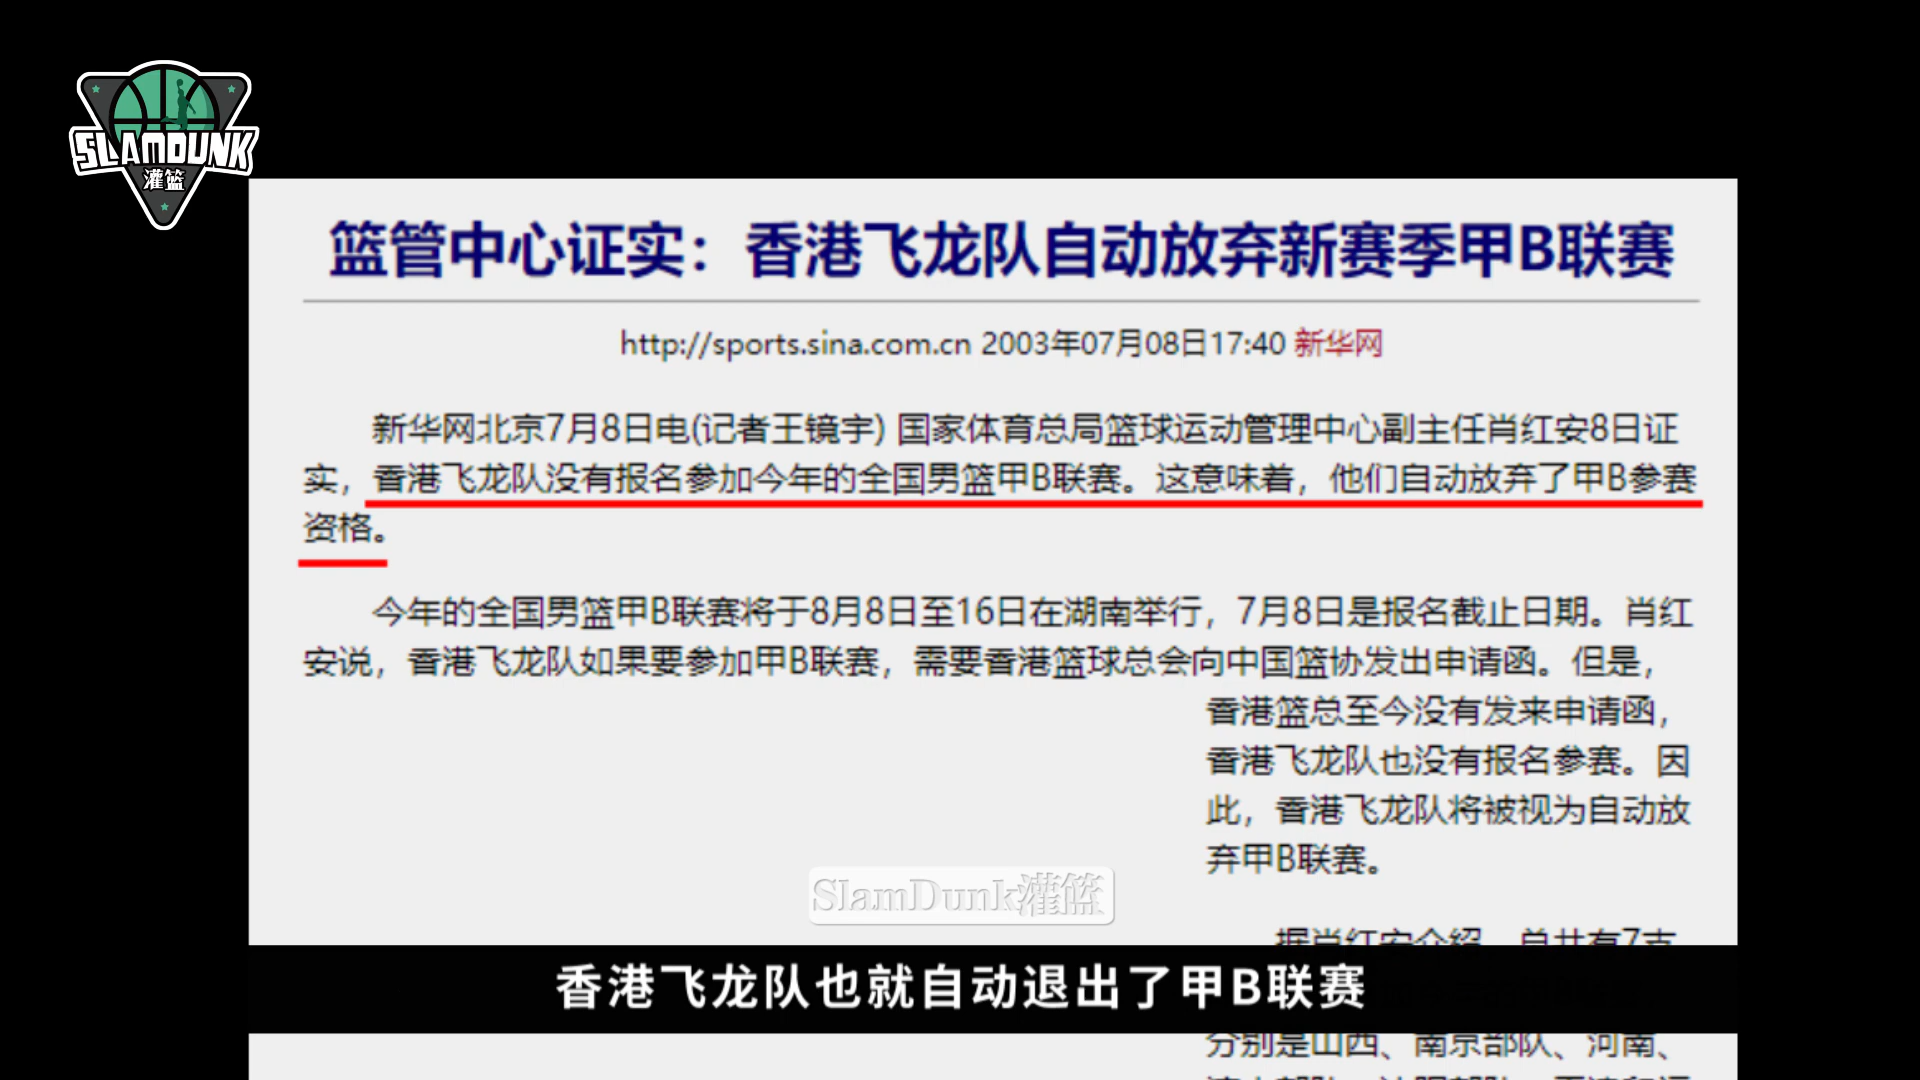 SLAMDUNK
灌篮
篮管中心证实：香港飞龙队自动放弃新赛季甲B联赛
http://sports.sina.com.cn 2003年07月08日17:40 新华网
新华网北京7月8日电(记者王镜宇) 国家体育总局篮球运动管理中心副主任肖红安8日证
实，香港飞龙队没有报名参加今年的全国男篮甲B联赛。这意味着，他们自动放弃了甲B参赛
资格。
今年的全国男篮甲B联赛将于8月8日至16日在湖南举行，7月8日是报名截止日期。肖红
安说，香港飞龙队如果要参加甲B联赛，需要香港篮球总会向中国篮协发出申请函。但是，
香港篮总至今没有发来申请函，
香港飞龙队也没有报名参赛。因
此，香港飞龙队将被视为自动放
弃甲B联赛。
SlamDunk灌篮
据肖红安介绍，总共有7支
香港飞龙队也就自动退出了甲B联赛
分别是山西、南京部队、河南、